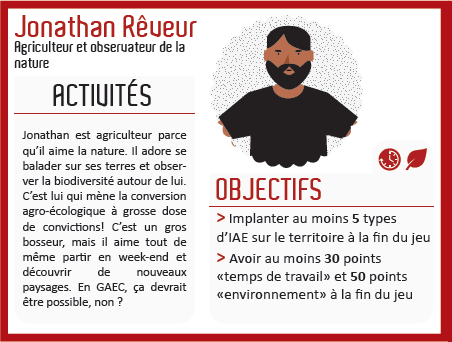 Jonathan Rêveur
Agriculteur et observateur de la
nature
ACTIVITÉS
Jonathan est agriculteur parce
qu’il aime la nature. Il adore se
balader sur ses terres et obser-
ver la biodiversité autour de lui.
C’est lui qui mène la conversion
agro-écologique à grosse dose
de convictions! C’est un gros
bosseur, mais il aime tout de
même partir en week-end et
découvrir de nouveaux
paysages. En GAEC, ça devrait
être possible, non ?
OBJECTIFS
> Implanter au moins 5 types
d’IAE sur le territoire à la fin du jeu
> Avoir au moins 30 points
«temps de travail» et 50 points
«environnement» à la fin du jeu